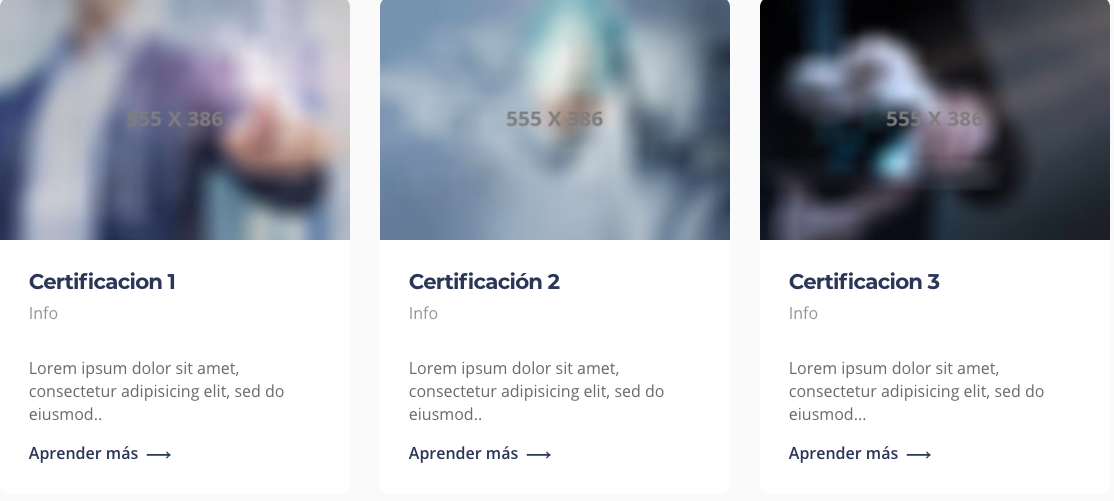 555 X 386
555 X 386
555 X 386
Certificacion 1
Info
Lorem ipsum dolor sit amet,
consectetur adipisicing elit, sed do
eiusmod..
Aprender más ⟶
Certificación 2
Info
Lorem ipsum dolor sit amet,
consectetur adipisicing elit, sed do
eiusmod..
Aprender más ⟶
Certificacion 3
Info
Lorem ipsum dolor sit amet,
consectetur adipisicing elit, sed do
eiusmod...
Aprender más ⟶